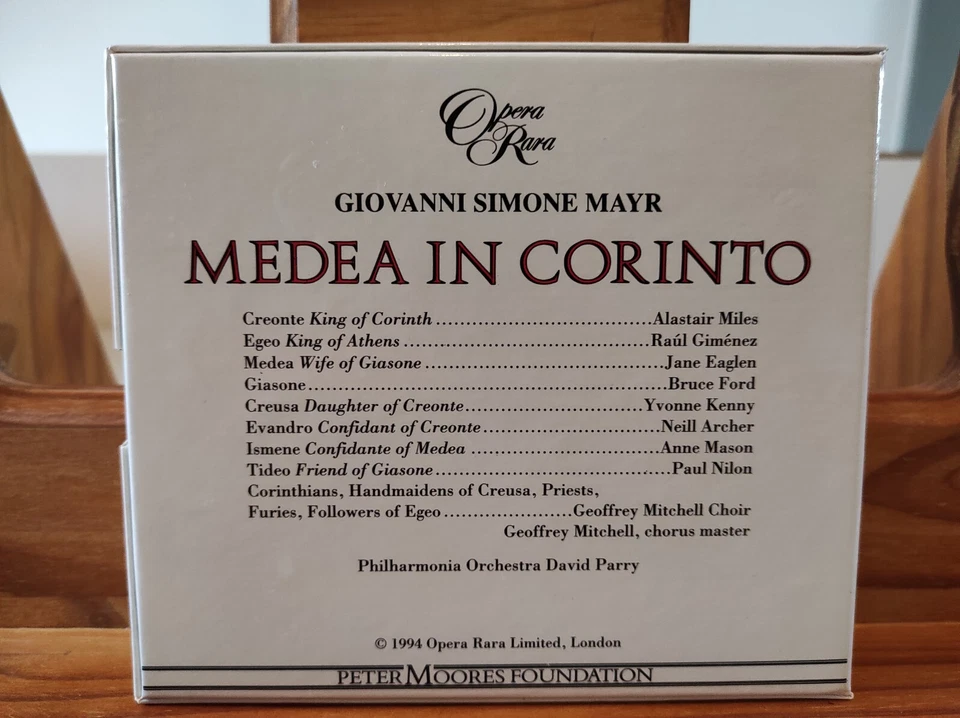 Opera
Rara
GIOVANNI SIMONE MAYR
MEDEA IN CORINTO
Creonte King of Corinth ................................... Alastair Miles
Egeo King of Athens ........................................ Raúl Giménez
Medea Wife of Giasone ....................................... Jane Eaglen
Giasone ........................................................... Bruce Ford
Creusa Daughter of Creonte ............................. Yvonne Kenny
Evandro Confidant of Creonte ............................. Neill Archer
Ismene Confidante of Medea ................................ Anne Mason
Tideo Friend of Giasone ...................................... Paul Nilon
Corinthians, Handmaidens of Creusa, Priests,
Furies, Followers of Egeo ..................... Geoffrey Mitchell Choir
Geoffrey Mitchell, chorus master
Philharmonia Orchestra David Parry
© 1994 Opera Rara Limited, London
PETER MOORES FOUNDATION